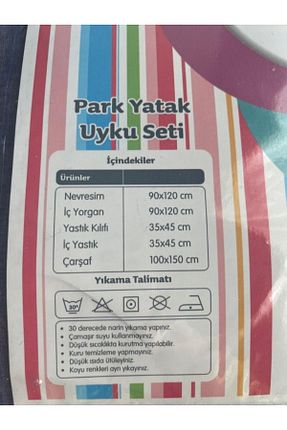 Park Yatak
Uyku Seti
İçindekiler
Ürünler
Nevresim 90x120 cm
İç Yorgan 90x120 cm
Yastık Kılıfı 35x45 cm
İç Yastık 35x45 cm
Çarşaf 100x150 cm
Yıkama Talimatı
30°
• 30 derecede narin yıkama yapınız.
• Çamaşır suyu kullanmayınız.
• Düşük sıcaklıkta kurutma yapılabilir.
• Kuru temizleme yapmayınız.
• Düşük ısıda ütüleyiniz.
• Koyu renkleri ayrı yıkayınız.